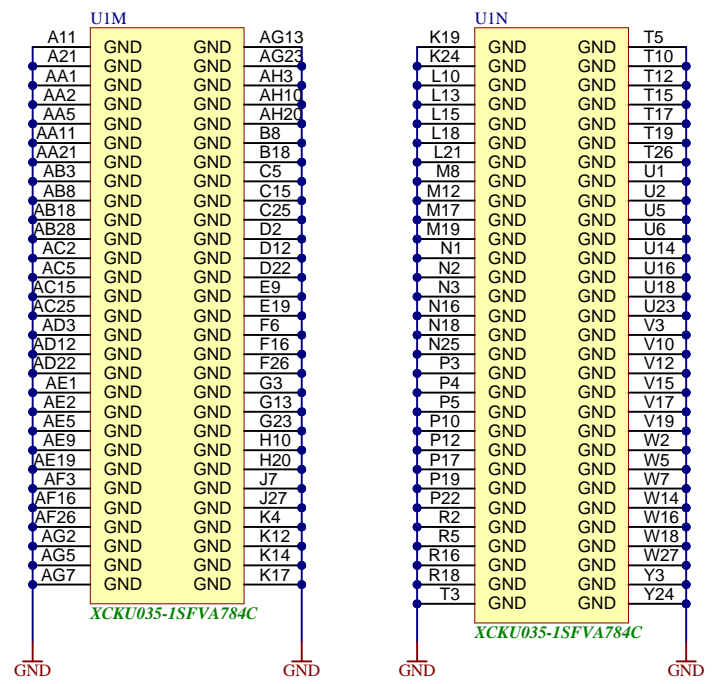 U1M
A11 GND GND AG13
A21 GND GND AG23
AA1 GND GND AH3
AA2 GND GND AH10
AA5 GND GND AH20
AA11 GND GND B8
AA21 GND GND B18
AB3 GND GND C5
AB8 GND GND C15
AB18 GND GND C25
AB28 GND GND D2
AC2 GND GND D12
AC5 GND GND D22
AC15 GND GND E9
AC25 GND GND E19
AD3 GND GND F6
AD12 GND GND F16
AD22 GND GND F26
AE1 GND GND G3
AE2 GND GND G13
AE5 GND GND G23
AE9 GND GND H10
AE19 GND GND H20
AF3 GND GND J7
AF16 GND GND J27
AF26 GND GND K4
AG2 GND GND K12
AG5 GND GND K14
AG7 GND GND K17
XCKU035-1SFVA784C
GND GND
U1N
K19 GND GND T5
K24 GND GND T10
L10 GND GND T12
L13 GND GND T15
L15 GND GND T17
L18 GND GND T19
L21 GND GND T26
M8 GND GND U1
M12 GND GND U2
M17 GND GND U5
M19 GND GND U6
N1 GND GND U14
N2 GND GND U16
N3 GND GND U18
N16 GND GND U23
N18 GND GND V3
N25 GND GND V10
P3 GND GND V12
P4 GND GND V15
P5 GND GND V17
P10 GND GND V19
P12 GND GND W2
P17 GND GND W5
P19 GND GND W7
P22 GND GND W14
R2 GND GND W16
R5 GND GND W18
R16 GND GND W27
R18 GND GND Y3
T3 GND GND Y24
XCKU035-1SFVA784C
GND GND